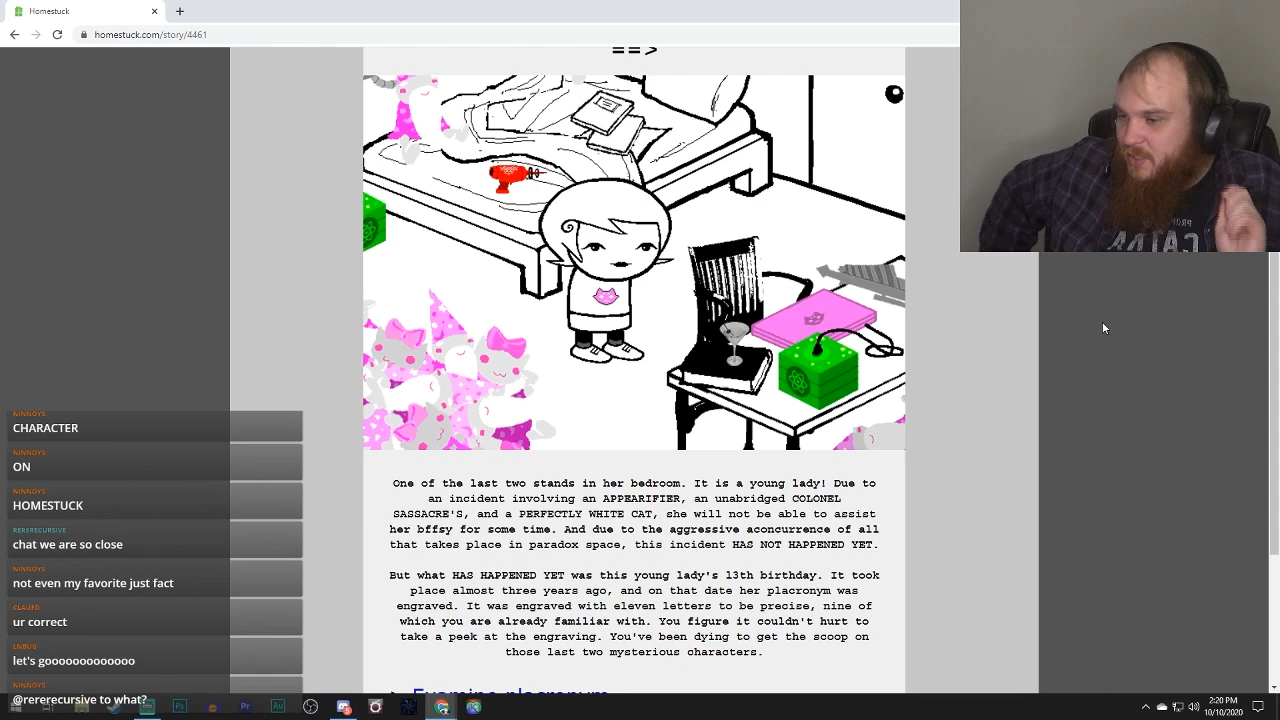 Homestuck
homestuck.com/story/4461
==>
One of the last two stands in her bedroom. It is a young lady! Due to
an incident involving an APPEARIFIER, an unabridged COLONEL
SASSACRE'S, and a PERFECTLY WHITE CAT, she will not be able to assist
her bffsy for some time. And due to the aggressive aconcurrence of all
that takes place in paradox space, this incident HAS NOT HAPPENED YET.
But what HAS HAPPENED YET was this young lady's 13th birthday. It took
place almost three years ago, and on that date her placronym was
engraved. It was engraved with eleven letters to be precise, nine of
which you are already familiar with. You figure it couldn't hurt to
take a peek at the engraving. You've been dying to get the scoop on
those last two mysterious characters.
> Examine placronym
NINNOYS
CHARACTER
NINNOYS
ON
NINNOYS
HOMESTUCK
RERERECURSIVE
chat we are so close
NINNOYS
not even my favorite just fact
CLAUFD
ur correct
LNBUG
let's gooooooooooooo
NINNOYS
@rererecursive to what?
2:20 PM
10/10/2020